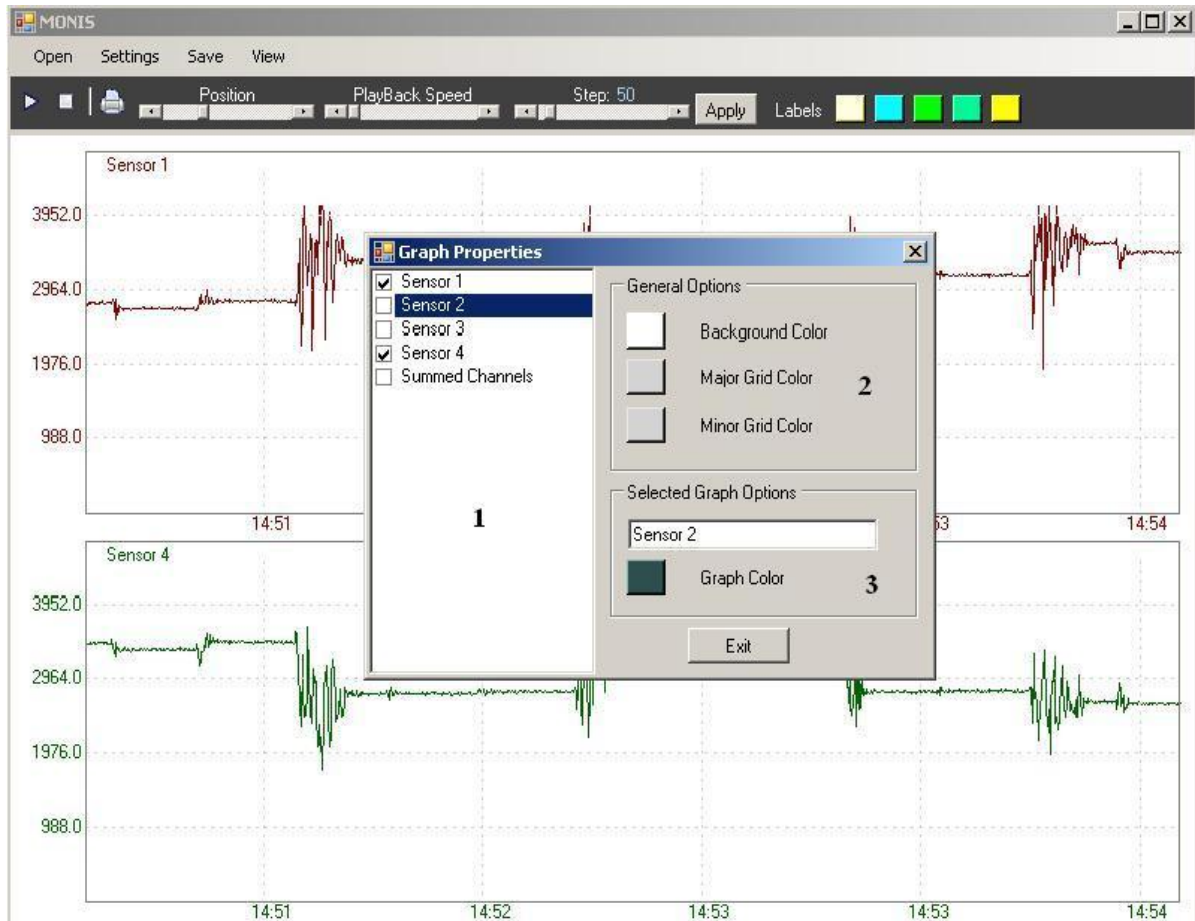 MONIS
Open Settings Save View
Position PlayBack Speed Step: 50 Apply Labels
Sensor 1
3952.0
2964.0
1976.0
988.0
14:51
53
14:54
Graph Properties
Sensor 1
Sensor 2
Sensor 3
Sensor 4
Summed Channels
1
General Options
Background Color
Major Grid Color
Minor Grid Color
2
Selected Graph Options
Sensor 2
Graph Color
3
Exit
Sensor 4
3952.0
2964.0
1976.0
988.0
14:51 14:52 14:53 14:53 14:54